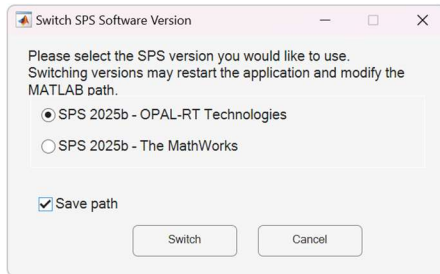 Switch SPS Software Version
Please select the SPS version you would like to use.
Switching versions may restart the application and modify the
MATLAB path.
SPS 2025b - OPAL-RT Technologies
SPS 2025b - The MathWorks
Save path
Switch Cancel